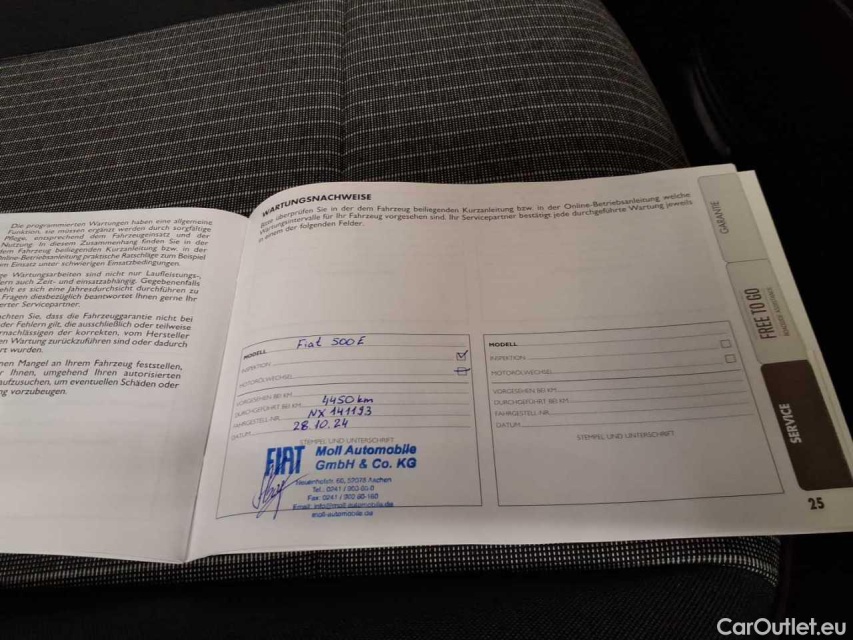 Die programmierten Wartungen haben eine allgemeine
Funktion, sie müssen ergänzt werden durch sorgfältige
Pflege, entsprechend dem Fahrzeugeinsatz und der
Nutzung. In diesem Zusammenhang finden Sie in der
dem Fahrzeug beiliegenden Kurzanleitung bzw. in der
Online-Betriebsanleitung praktische Ratschläge zum Beispiel
Einsatz unter schwierigen Einsatzbedingungen.
Wartungsarbeiten sind nicht nur Laufleistungs-,
auch Zeit- und einsatzabhängig. Gegebenenfalls
es sich eine Jahresdurchsicht durchführen zu
Fragen diesbezüglich beantwortet Ihnen gerne Ihr
Servicepartner.
Sie, dass die Fahrzeuggarantie nicht bei
der Fehlern gilt, die ausschließlich oder teilweise
der korrekten, vom Hersteller
Wartung zurückzuführen sind oder dadurch
wurden.
Mangel an Ihrem Fahrzeug feststellen,
Ihnen, umgehend Ihren autorisierten
aufzusuchen, um eventuellen Schäden oder
vorzubeugen.
WARTUNGSNACHWEISE
Bitte überprüfen Sie in der dem Fahrzeug beiliegenden Kurzanleitung bzw. in der Online-Betriebsanleitung welche
Wartungsintervalle für Ihr Fahrzeug vorgesehen sind. Ihr Servicepartner bestätigt jede durchgeführte Wartung jeweils
in einem der folgenden Felder.
MODELL Fiat 500E
INSPEKTION
MOTORÖLWECHSEL
VORGESEHEN BEI KM
DURCHGEFÜHRT BEI KM 4450 km
FAHRGESTELL-NR. NX 141193
DATUM 28.10.24
STEMPEL UND UNTERSCHRIFT
FIAT Moll Automobile
GmbH & Co. KG
52078 Aachen
moll-automobile.de
MODELL
INSPEKTION
MOTORÖLWECHSEL
VORGESEHEN BEI KM
DURCHGEFÜHRT BEI KM
FAHRGESTELL-NR.
DATUM
STEMPEL UND UNTERSCHRIFT
GARANTIE
FREE TO GO
SERVICE
25
CarOutlet.eu